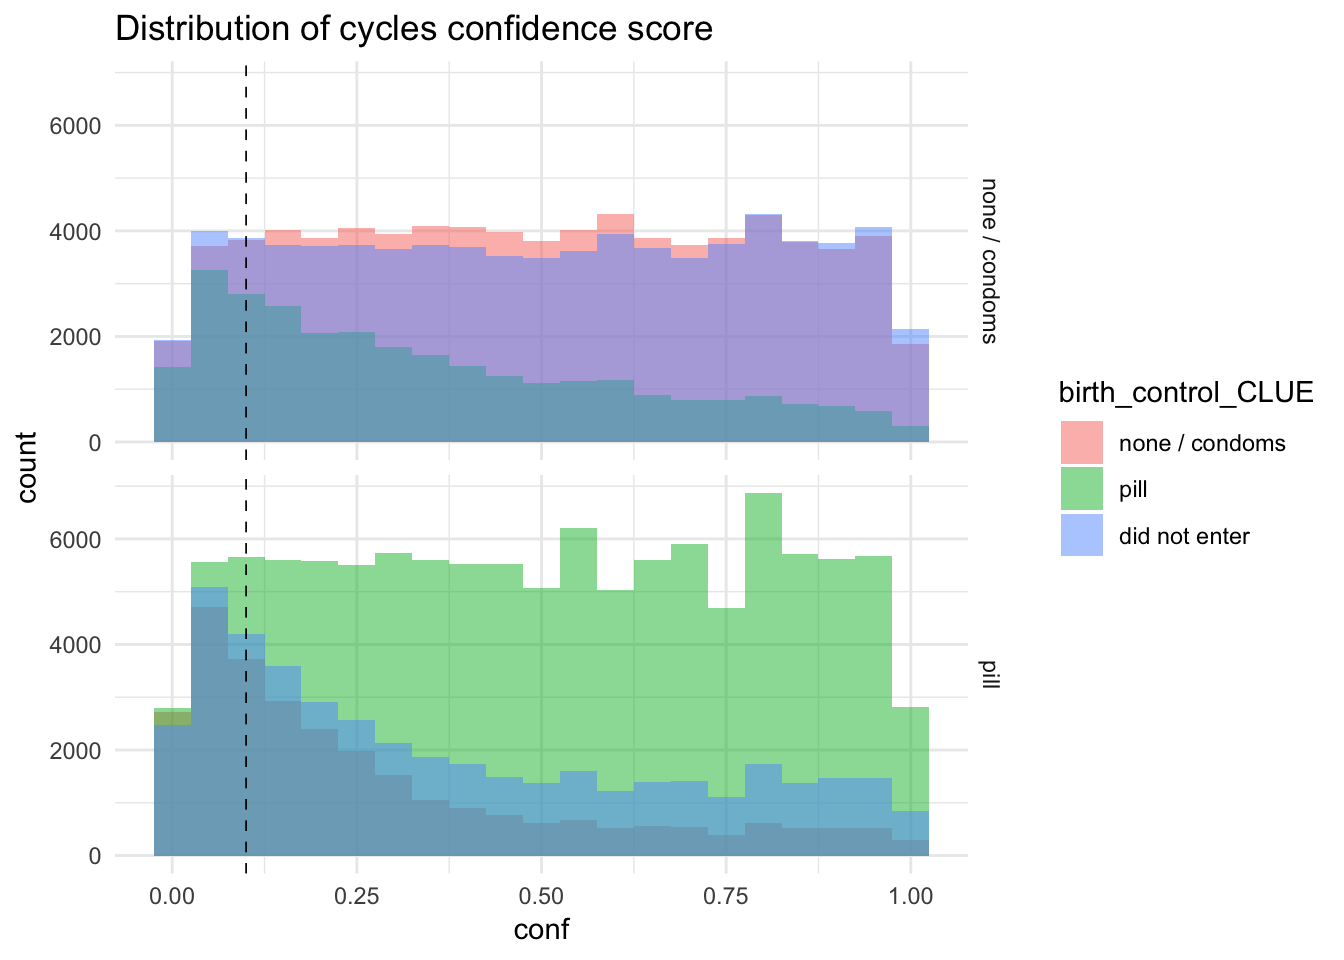 Distribution of cycles confidence score
6000
4000
2000
0
none / condoms
6000
4000
2000
0
pill
count
0.00 0.25 0.50 0.75 1.00
conf
birth_control_CLUE
none / condoms
pill
did not enter